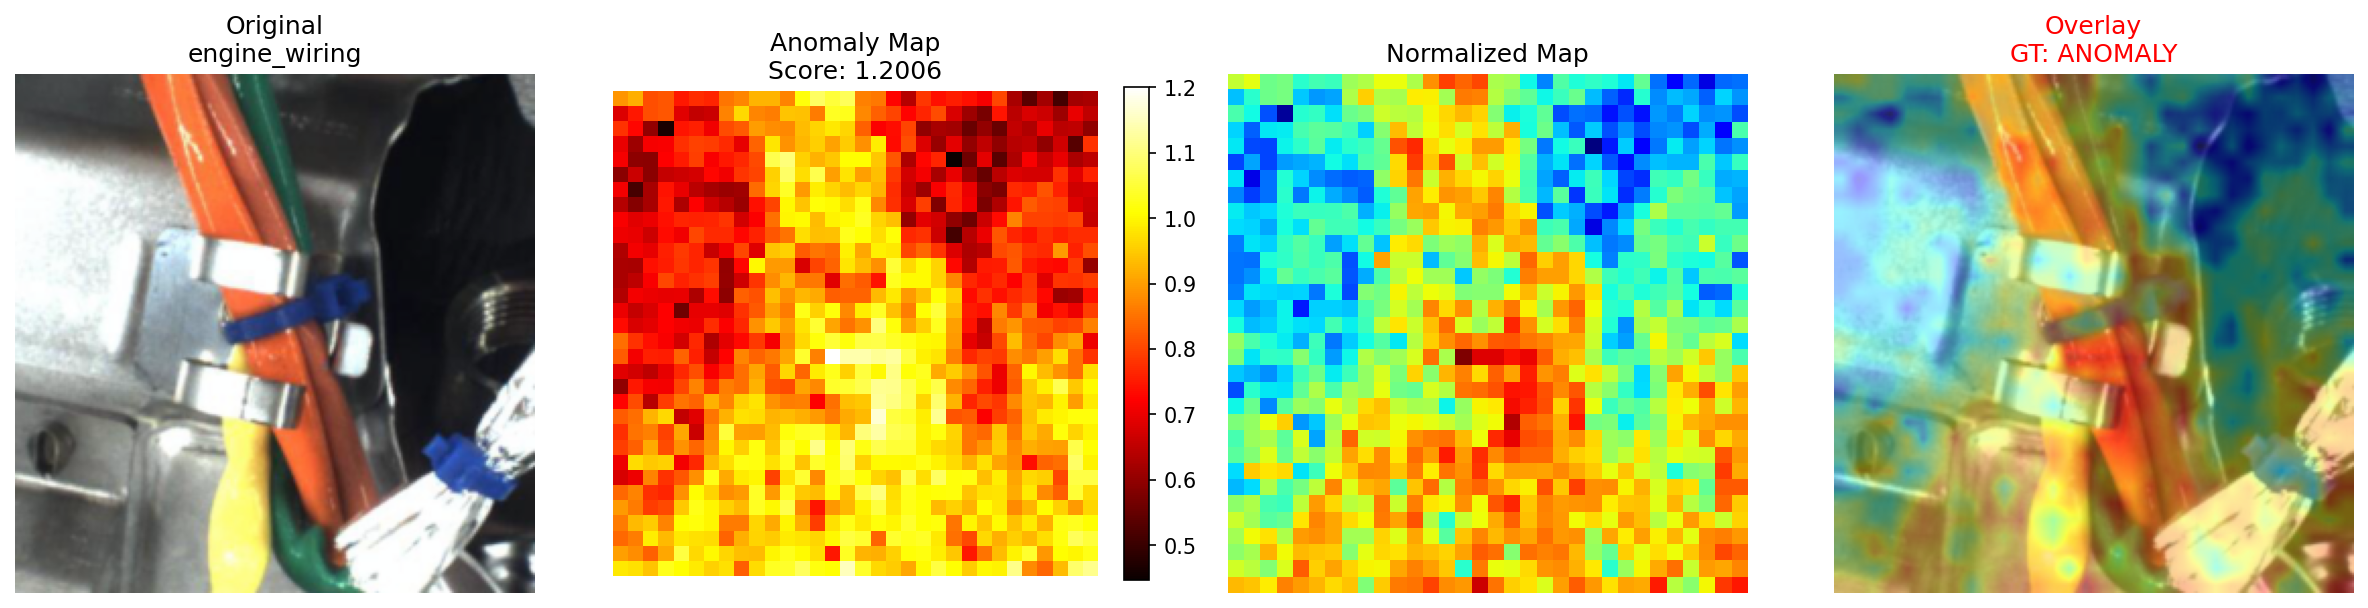 Original
engine_wiring
Anomaly Map
Score: 1.2006
1.2
1.1
1.0
0.9
0.8
0.7
0.6
0.5
Normalized Map
Overlay
GT: ANOMALY